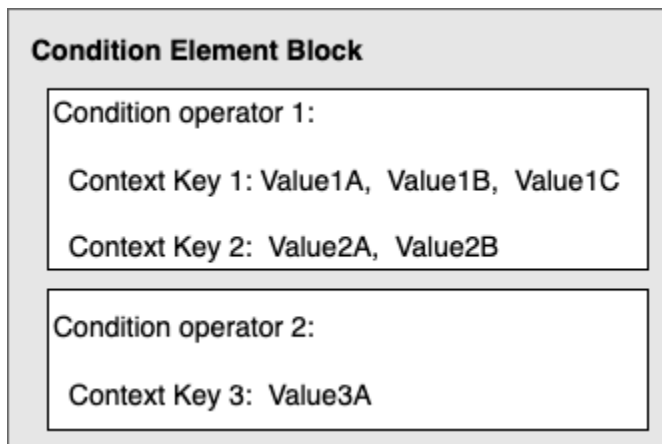 Condition Element Block
Condition operator 1:
Context Key 1: Value1A, Value1B, Value1C
Context Key 2: Value2A, Value2B
Condition operator 2:
Context Key 3: Value3A